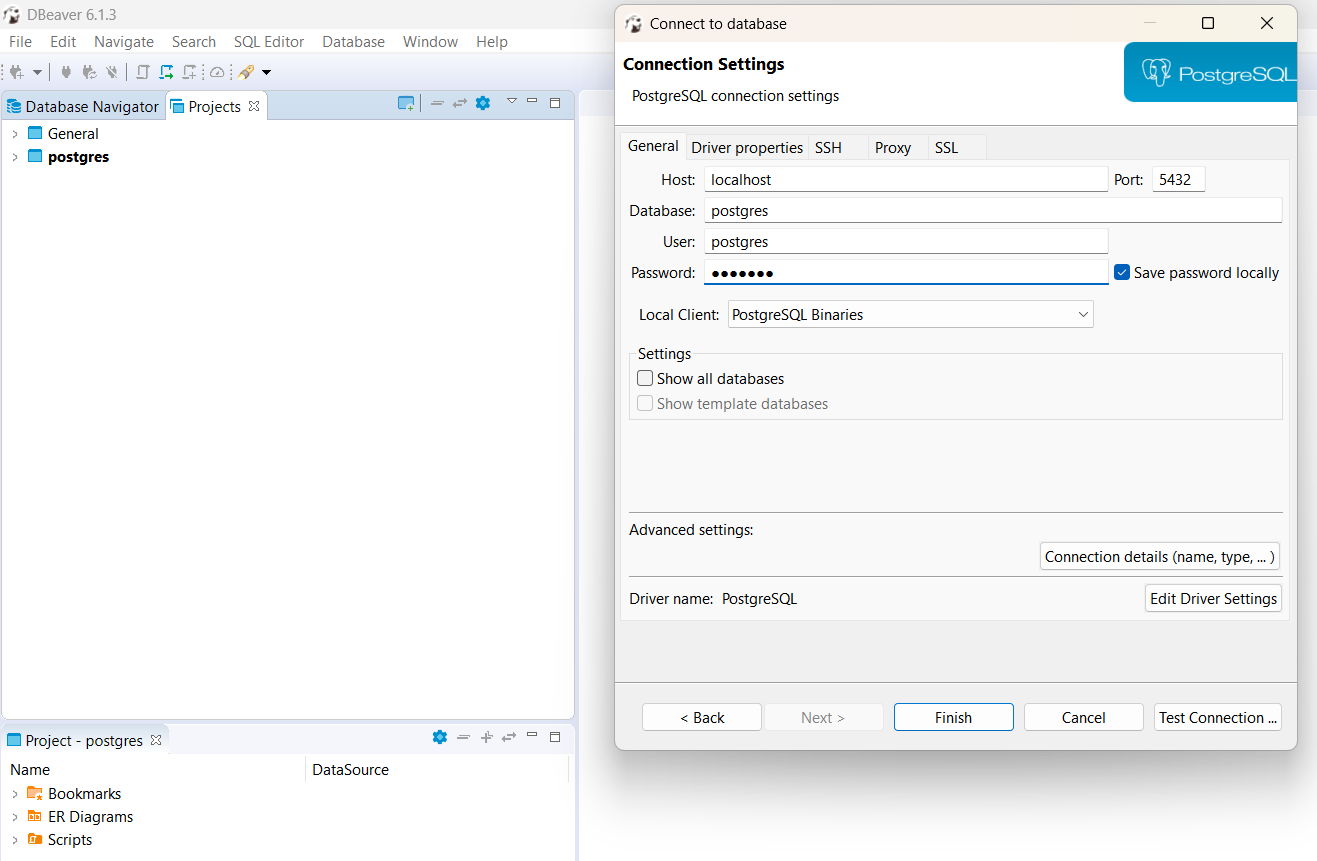 DBeaver 6.1.3
File Edit Navigate Search SQL Editor Database Window Help
Database Navigator Projects
General
postgres
Project - postgres
Name DataSource
Bookmarks
ER Diagrams
Scripts
Connect to database
Connection Settings
PostgreSQL connection settings
PostgreSQL
General Driver properties SSH Proxy SSL
Host: localhost Port: 5432
Database: postgres
User: postgres
Password: ●●●●●●● Save password locally
Local Client: PostgreSQL Binaries
Settings
Show all databases
Show template databases
Advanced settings:
Connection details (name, type, ... )
Driver name: PostgreSQL Edit Driver Settings
< Back Next > Finish Cancel Test Connection ...